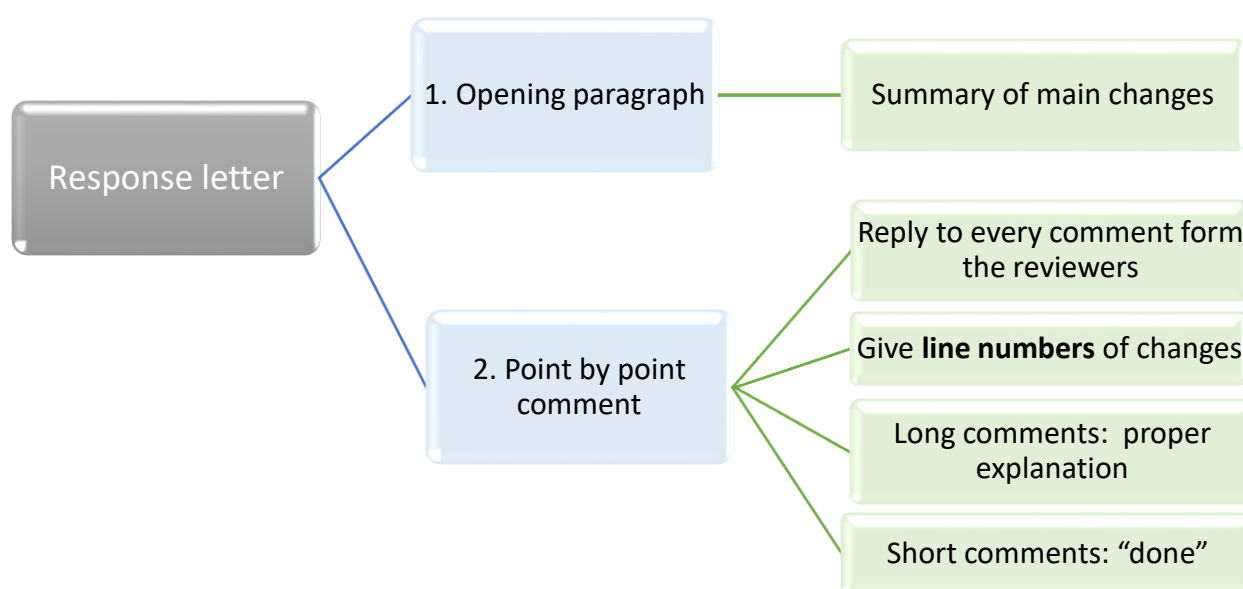 Response letter
1. Opening paragraph
Summary of main changes
2. Point by point
comment
Reply to every comment form
the reviewers
Give line numbers of changes
Long comments: proper
explanation
Short comments: “done”